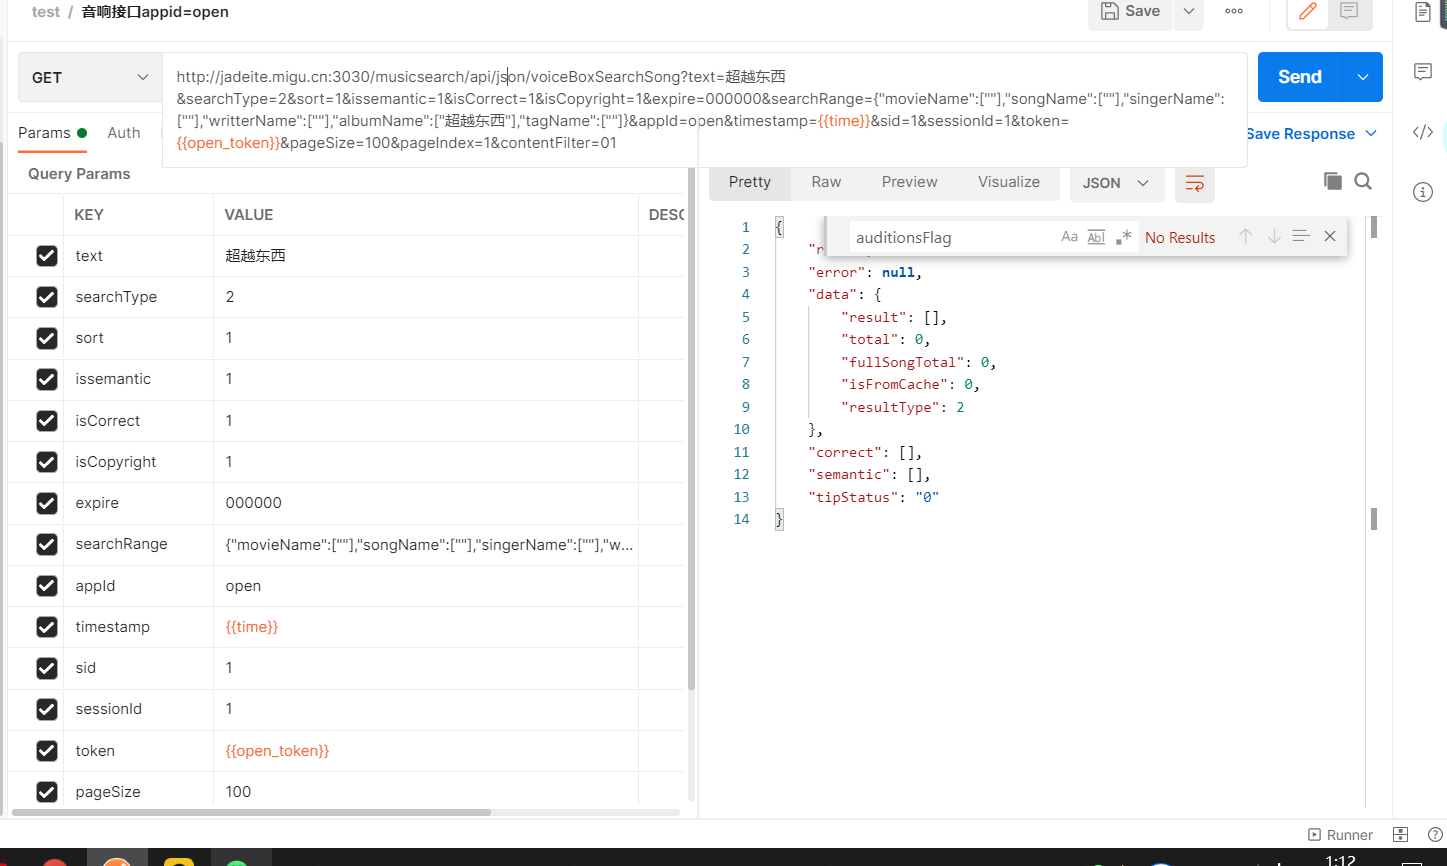 test / 音响接口appid=open
Save
GET
http://jadeite.migu.cn:3030/musicsearch/api/json/voiceBoxSearchSong?text=超越东西
&searchType=2&sort=1&issemantic=1&isCorrect=1&isCopyright=1&expire=000000&searchRange={"movieName":[""],"songName":[""],"singerName":
[""],"writterName":[""],"albumName":["超越东西"],"tagName":[""]}&appId=open&timestamp={{time}}&sid=1&sessionId=1&token=
{{open_token}}&pageSize=100&pageIndex=1&contentFilter=01
Send
Params Auth
Save Response
Query Params
Pretty Raw Preview Visualize JSON
KEY VALUE DESC
text 超越东西
searchType 2
sort 1
issemantic 1
isCorrect 1
isCopyright 1
expire 000000
searchRange {"movieName":[""],"songName":[""],"singerName":[""],"w...
appId open
timestamp {{time}}
sid 1
sessionId 1
token {{open_token}}
pageSize 100
auditionsFlag Aa Abl .* No Results
1 {
2 "r
3 "error": null,
4 "data": {
5 "result": [],
6 "total": 0,
7 "fullSongTotal": 0,
8 "isFromCache": 0,
9 "resultType": 2
10 },
11 "correct": [],
12 "semantic": [],
13 "tipStatus": "0"
14 }
Runner
1:12